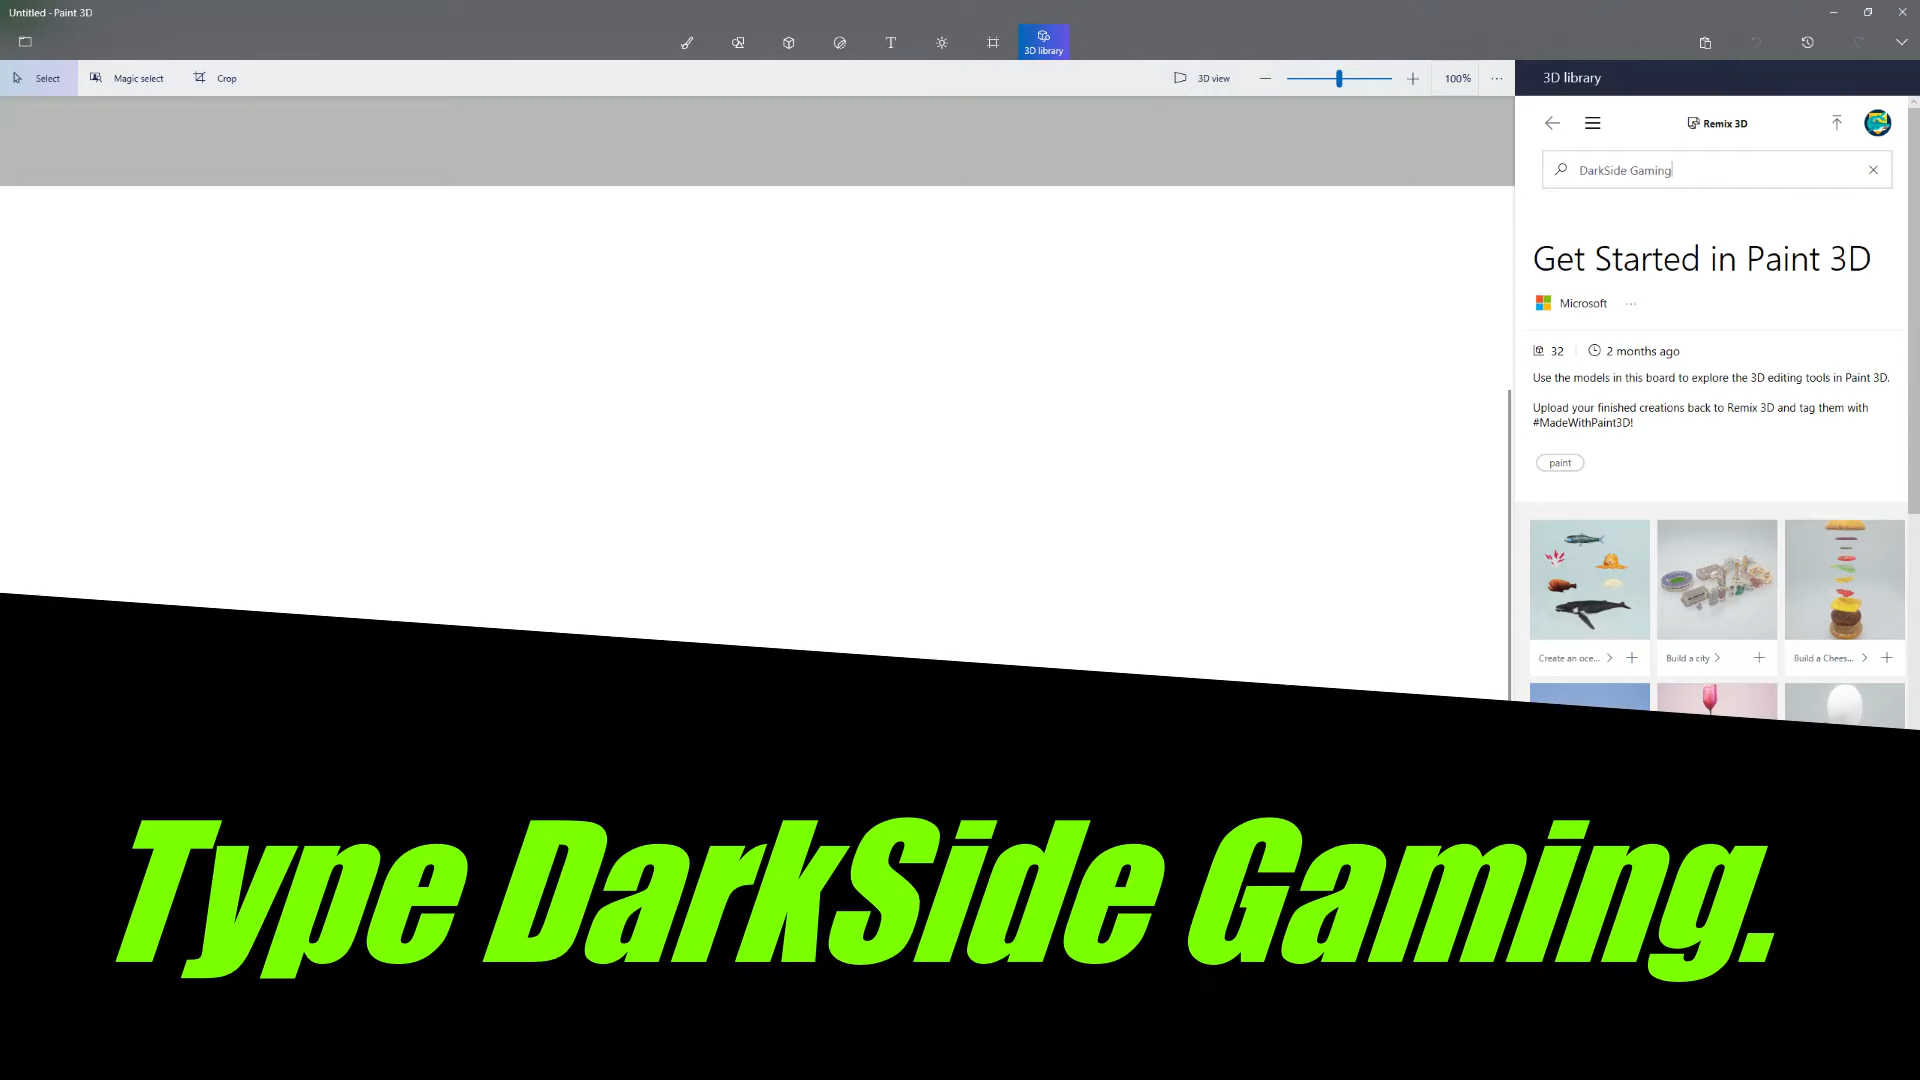 Untitled - Paint 3D
3D library
Select
Magic select
Crop
3D view
100%
3D library
Remix 3D
DarkSide Gaming
Get Started in Paint 3D
Microsoft
32
2 months ago
Use the models in this board to explore the 3D editing tools in Paint 3D.
Upload your finished creations back to Remix 3D and tag them with
#MadeWithPaint3D!
paint
Create an oce...
Build a city
Build a Chees...
Type DarkSide Gaming.